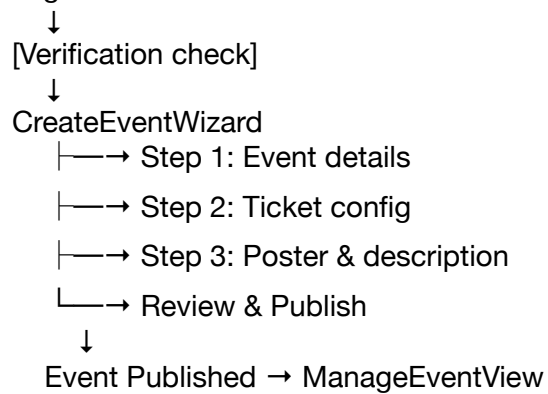 ↓
[Verification check]
↓
CreateEventWizard
├──→ Step 1: Event details
├──→ Step 2: Ticket config
├──→ Step 3: Poster & description
└──→ Review & Publish
↓
Event Published → ManageEventView